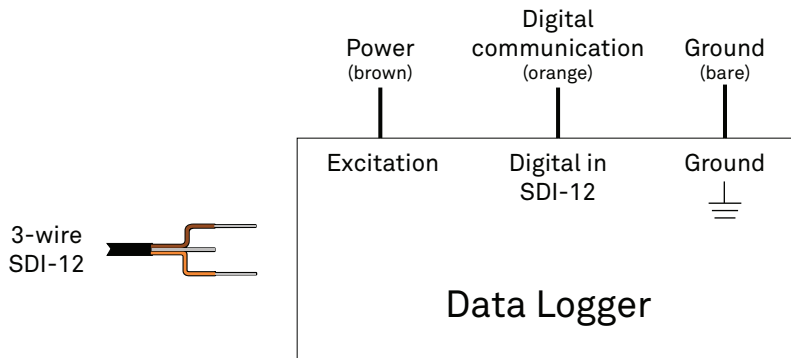 Power
(brown)
Digital
communication
(orange)
Ground
(bare)
Excitation
Digital in
SDI-12
Ground
3-wire
SDI-12
Data Logger